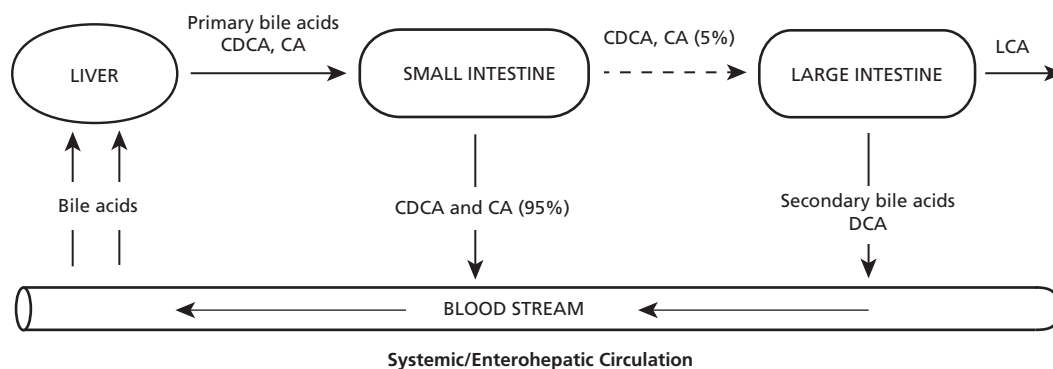 Primary bile acids
CDCA, CA
CDCA, CA (5%)
LCA
LIVER
SMALL INTESTINE
LARGE INTESTINE
Bile acids
CDCA and CA (95%)
Secondary bile acids
DCA
BLOOD STREAM
Systemic/Enterohepatic Circulation